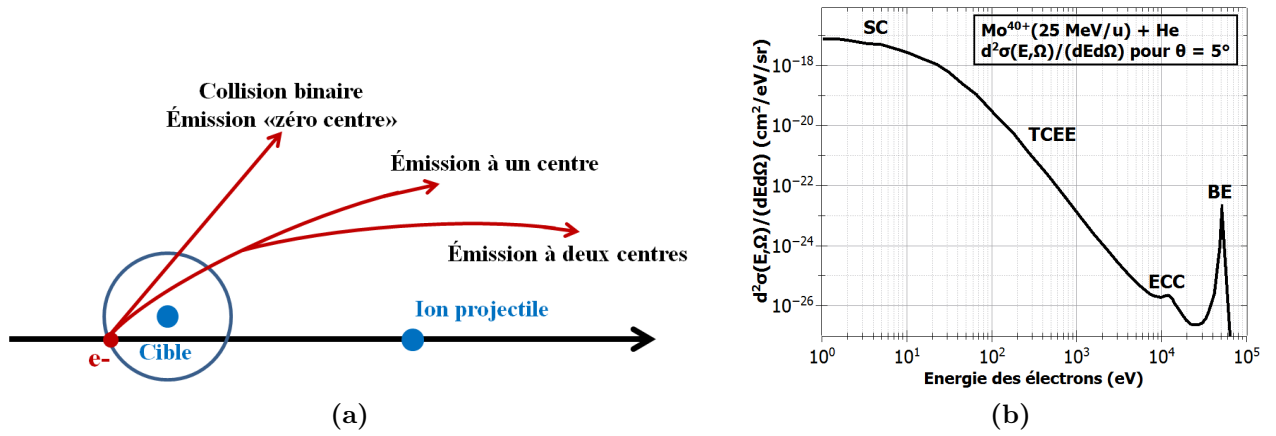 Collision binaire
Émission «zéro centre»
Émission à un centre
Émission à deux centres
Ion projectile
Cible
e-
(a)
Mo⁴⁰⁺(25 MeV/u) + He
d²σ(E,Ω)/(dEdΩ) pour θ = 5°
SC
TCEE
ECC
BE
d²σ(E,Ω)/(dEdΩ) (cm²/eV/sr)
10⁻¹⁸
10⁻²⁰
10⁻²²
10⁻²⁴
10⁻²⁶
10⁰ 10¹ 10² 10³ 10⁴ 10⁵
Energie des électrons (eV)
(b)